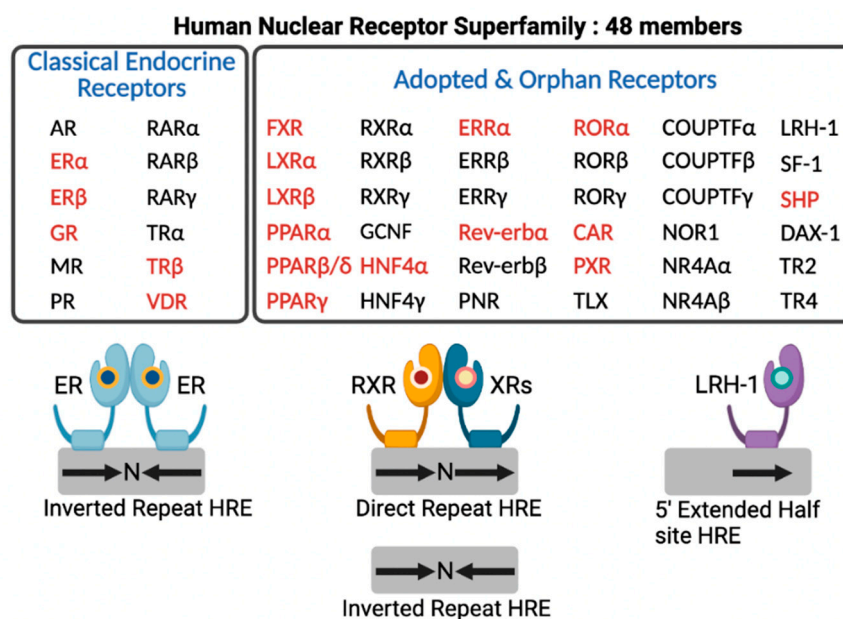 Human Nuclear Receptor Superfamily : 48 members
Classical Endocrine
Receptors
AR RARα
ERα RARβ
ERβ RARγ
GR TRα
MR TRβ
PR VDR
Adopted & Orphan Receptors
FXR RXRα ERRα RORα COUPTFα LRH-1
LXRα RXRβ ERRβ RORβ COUPTFβ SF-1
LXRβ RXRγ ERRγ RORγ COUPTFγ SHP
PPARα GCNF Rev-erbα CAR NOR1 DAX-1
PPARβ/δ HNF4α Rev-erbβ PXR NR4Aα TR2
PPARγ HNF4γ PNR TLX NR4Aβ TR4
ER ER
N
Inverted Repeat HRE
RXR XRs
N
Direct Repeat HRE
N
Inverted Repeat HRE
LRH-1
5' Extended Half
site HRE